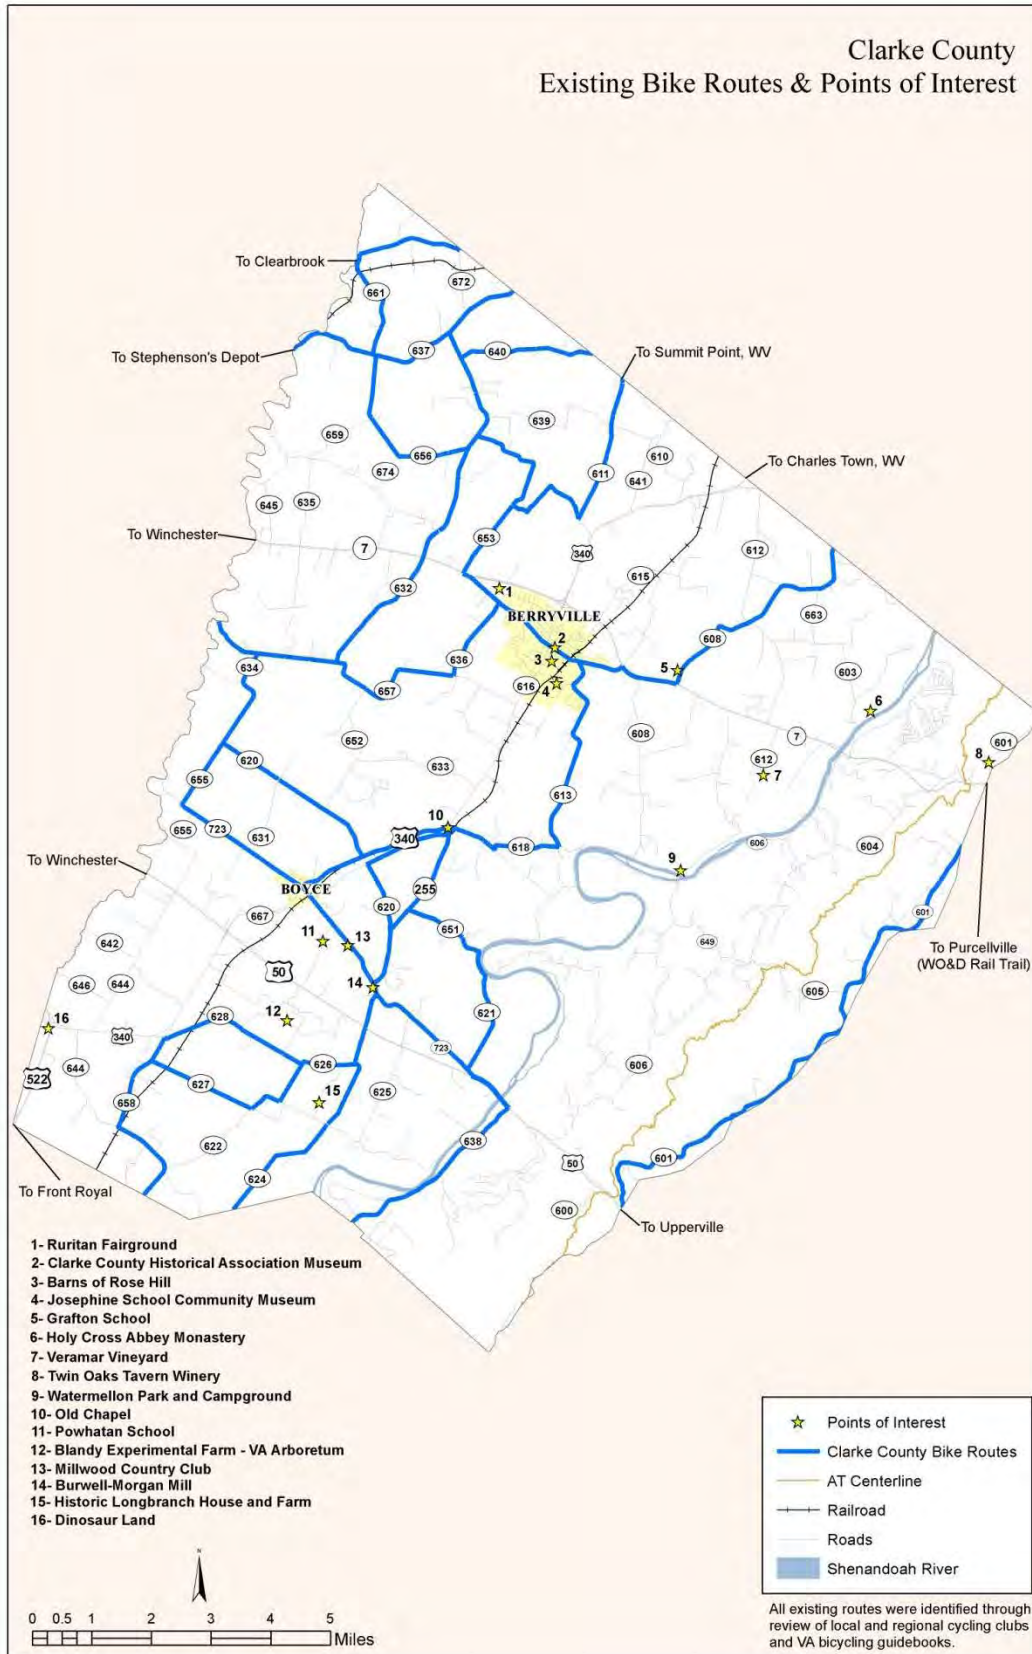 Clarke County
Existing Bike Routes & Points of Interest
To Clearbrook
672
661
To Stephenson's Depot
637
640
To Summit Point, WV
639
659
656
674
610
611
641
To Charles Town, WV
645
635
To Winchester
7
653
340
612
632
615
1
BERRYVILLE
663
2
608
634
636
3
5
603
657
616
4
6
652
608
7
601
620
633
612
8
655
7
613
10
655
723
631
340
618
606
604
To Winchester
9
BOYCE
255
620
601
667
651
11
13
649
To Purcellville
(WO&D Rail Trail)
642
50
646
644
14
605
16
628
12
621
340
723
522
644
626
606
627
15
625
658
638
622
50
601
624
To Front Royal
600
To Upperville
1- Ruritan Fairground
2- Clarke County Historical Association Museum
3- Barns of Rose Hill
4- Josephine School Community Museum
5- Grafton School
6- Holy Cross Abbey Monastery
7- Veramar Vineyard
8- Twin Oaks Tavern Winery
9- Watermellon Park and Campground
10- Old Chapel
11- Powhatan School
12- Blandy Experimental Farm - VA Arboretum
13- Millwood Country Club
14- Burwell-Morgan Mill
15- Historic Longbranch House and Farm
16- Dinosaur Land
Points of Interest
Clarke County Bike Routes
AT Centerline
Railroad
Roads
Shenandoah River
N
0 0.5 1 2 3 4 5
Miles
All existing routes were identified through
review of local and regional cycling clubs
and VA bicycling guidebooks.